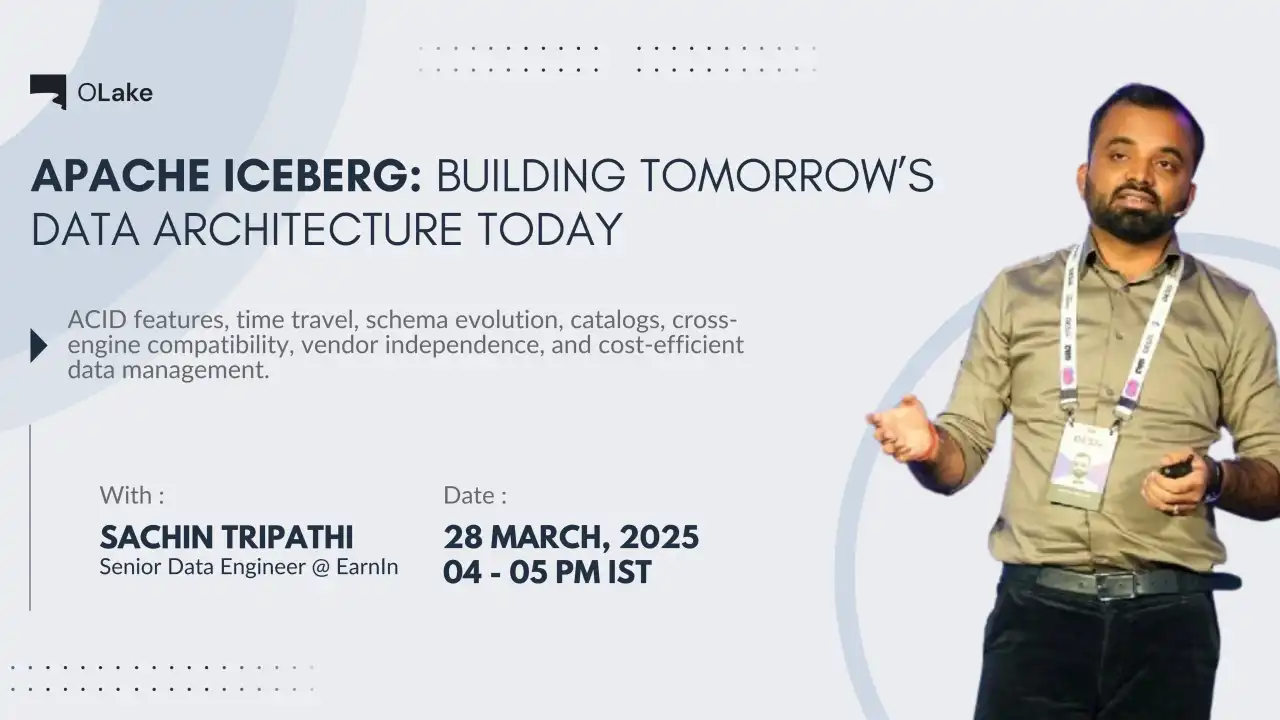 OLake
APACHE ICEBERG: BUILDING TOMORROW’S
DATA ARCHITECTURE TODAY
ACID features, time travel, schema evolution, catalogs, cross-
engine compatibility, vendor independence, and cost-efficient
data management.
With :
SACHIN TRIPATHI
Senior Data Engineer @ EarnIn
Date :
28 MARCH, 2025
04 - 05 PM IST